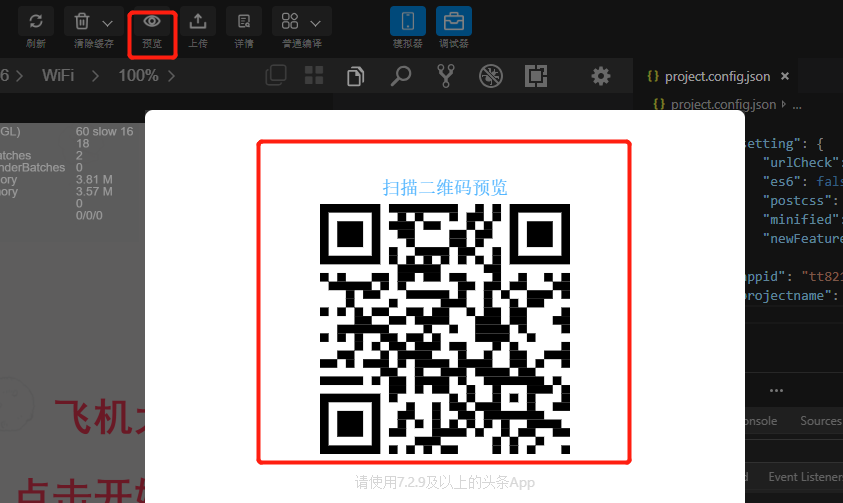 刷新 清除缓存 预览 上传 详情 普通编译 模拟器 调试器
6 WiFi 100%
project.config.json
project.config.json ...
GL) 60 slow 16
18
atches 2
nderBatches 0
ory 3.81 M
ory 3.57 M
0
0/0/0
setting": {
"urlCheck":
"es6": fals
"postcss":
"minified":
"newFeature
appid": "tt821
projectname":
扫描二维码预览
飞机大
点击开始
onsole Sources
Event Listener
请使用7.2.9及以上的头条App